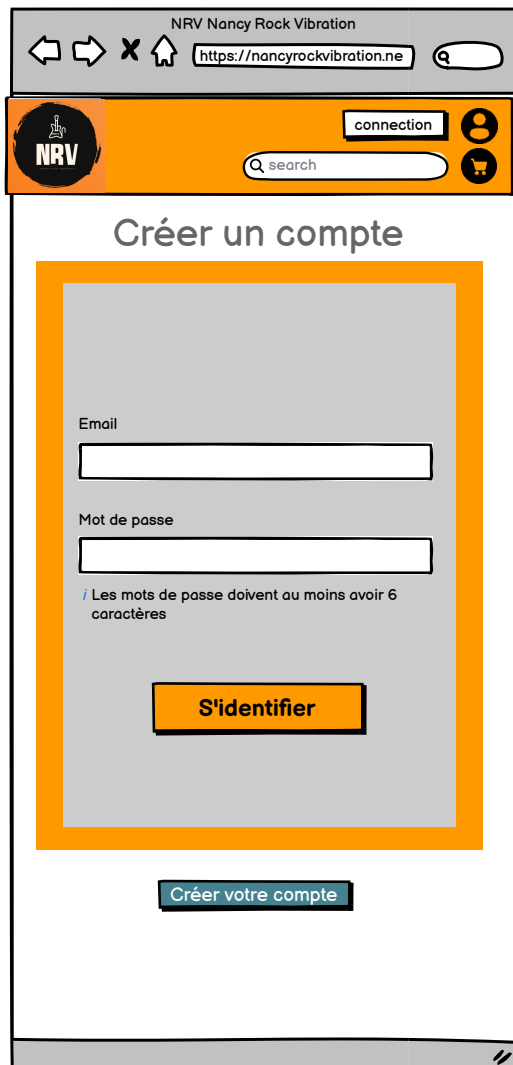 NRV Nancy Rock Vibration
https://nancyrockvibration.ne
connection
NRV
search
Créer un compte
Email
Mot de passe
i Les mots de passe doivent au moins avoir 6
caractères
S'identifier
Créer votre compte